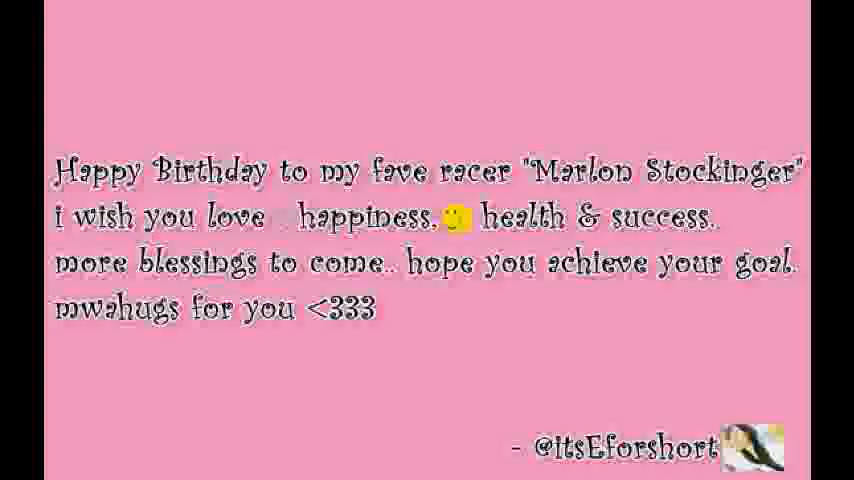 Happy Birthday to my fave racer "Marlon Stockinger"
i wish you love happiness, health & success..
more blessings to come.. hope you achieve your goal.
mwahugs for you <333
- @itsEforshort